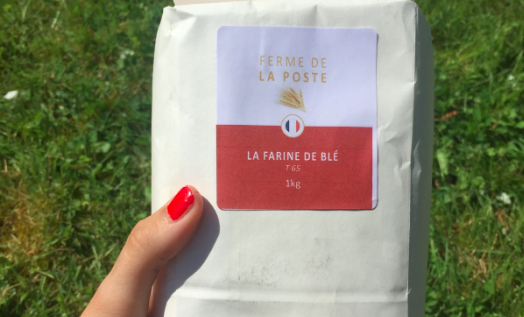 FERME DE
LA POSTE
LA FARINE DE BLÉ
T 65
1kg